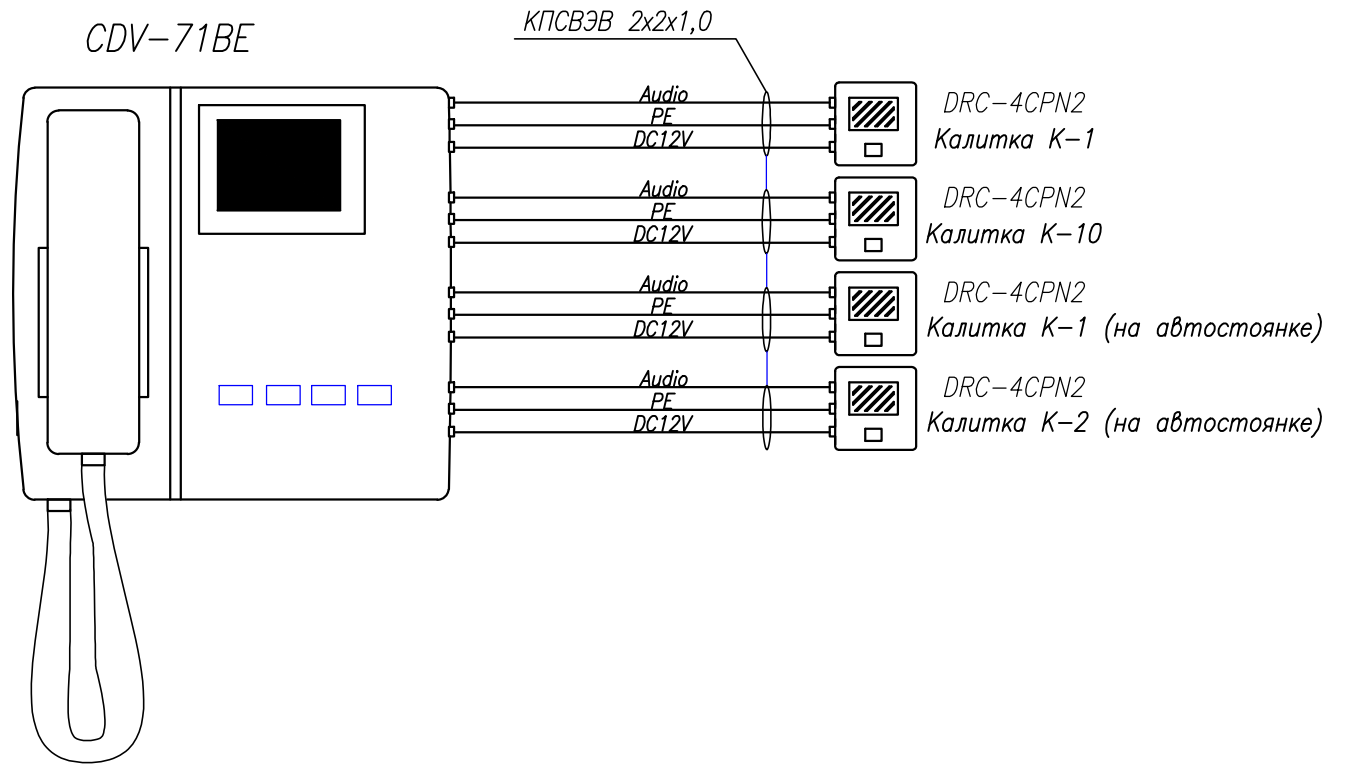 CDV-71BE
КПСВЭВ 2x2x1,0
Audio
PE
DC12V
DRC-4CPN2
Калитка К-1
Audio
PE
DC12V
DRC-4CPN2
Калитка К-10
Audio
PE
DC12V
DRC-4CPN2
Калитка К-1 (на автостоянке)
Audio
PE
DC12V
DRC-4CPN2
Калитка К-2 (на автостоянке)